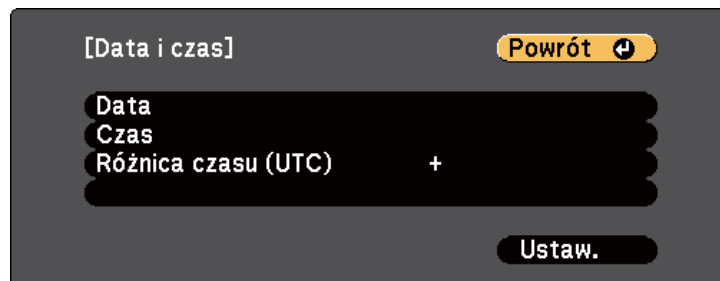 [Data i czas]
Powrót
Data
Czas
Różnica czasu (UTC) +
Ustaw.